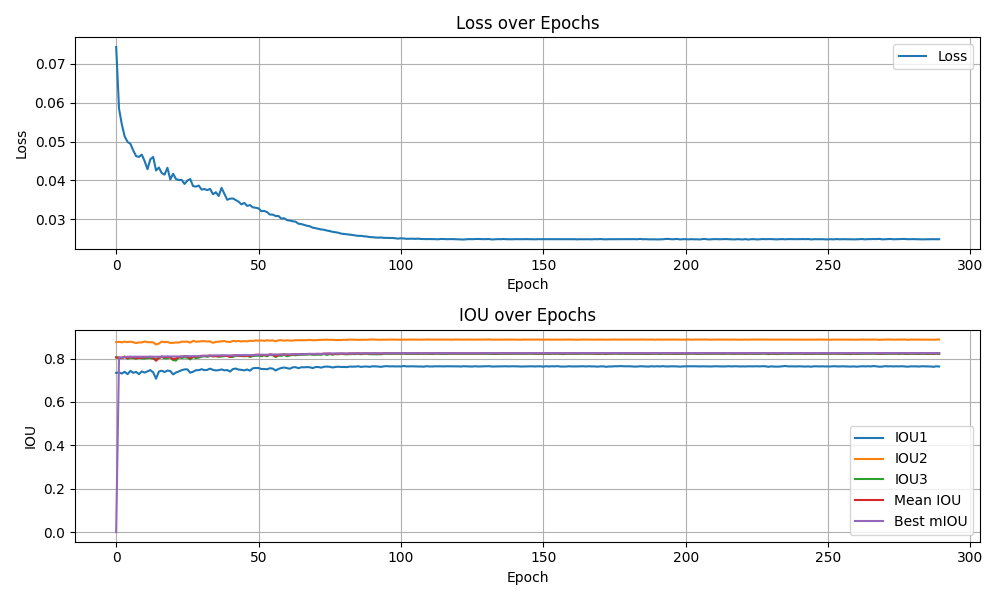 Loss over Epochs
Loss
0.07
0.06
0.05
0.04
0.03
Loss
0 50 100 150 200 250 300
Epoch
IOU over Epochs
0.8
0.6
0.4
0.2
0.0
IOU
IOU1
IOU2
IOU3
Mean IOU
Best mIOU
0 50 100 150 200 250 300
Epoch